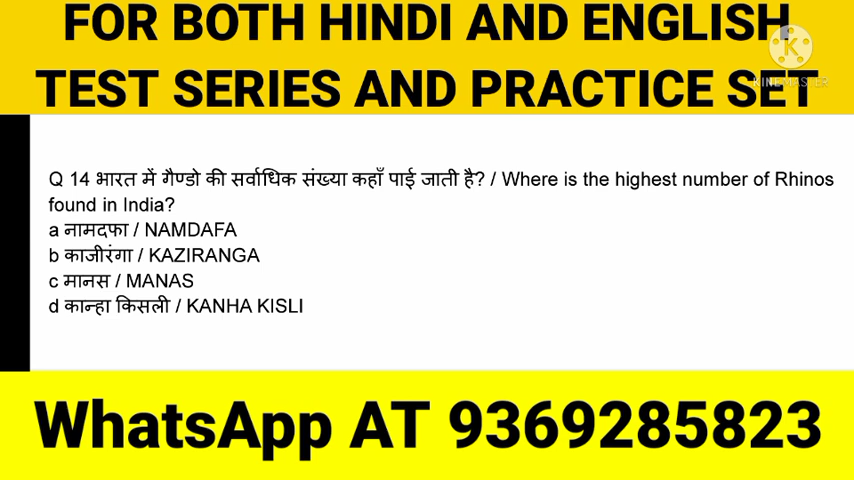 FOR BOTH HINDI AND ENGLISH
TEST SERIES AND PRACTICE SET
K
KINEMASTER
Q 14 भारत में गैण्डो की सर्वाधिक संख्या कहाँ पाई जाती है? / Where is the highest number of Rhinos
found in India?
a नामदफा / NAMDAFA
b काजीरंगा / KAZIRANGA
c मानस / MANAS
d कान्हा किसली / KANHA KISLI
WhatsApp AT 9369285823